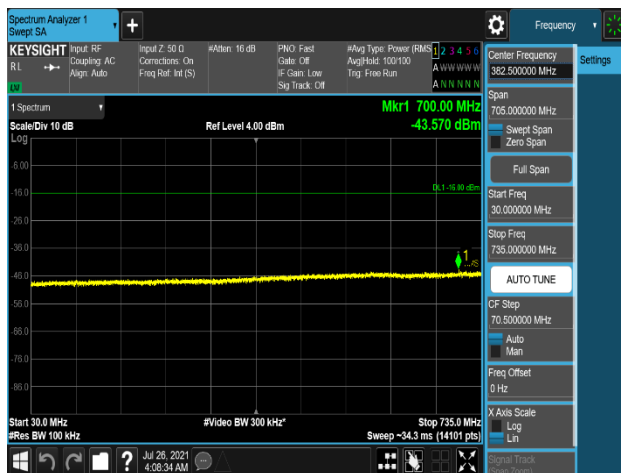 Spectrum Analyzer 1
Swept SA
+
Frequency
KEYSIGHT
RL
LXI
Input: RF
Coupling: AC
Align: Auto
Input Z: 50 Ω
Corrections: On
Freq Ref: Int (S)
#Atten: 16 dB
PNO: Fast
Gate: Off
IF Gain: Low
Sig Track: Off
#Avg Type: Power (RMS
Avg|Hold: 100/100
Trig: Free Run
1 2 3 4 5 6
A W W W W W
A N N N N N
1 Spectrum
Scale/Div 10 dB
Log
Ref Level 4.00 dBm
Mkr1 700.00 MHz
-43.570 dBm
-6.00
-16.0
-26.0
-36.0
-46.0
-56.0
-66.0
-76.0
-86.0
DL1 -16.00 dBm
1
Start 30.0 MHz
#Res BW 100 kHz
#Video BW 300 kHz*
Stop 735.0 MHz
Sweep ~34.3 ms (14101 pts)
Jul 26, 2021
4:08:34 AM
Settings
Center Frequency
382.500000 MHz
Span
705.000000 MHz
Swept Span
Zero Span
Full Span
Start Freq
30.000000 MHz
Stop Freq
735.000000 MHz
AUTO TUNE
CF Step
70.500000 MHz
Auto
Man
Freq Offset
0 Hz
X Axis Scale
Log
Lin
Signal Track
(Span Zoom)